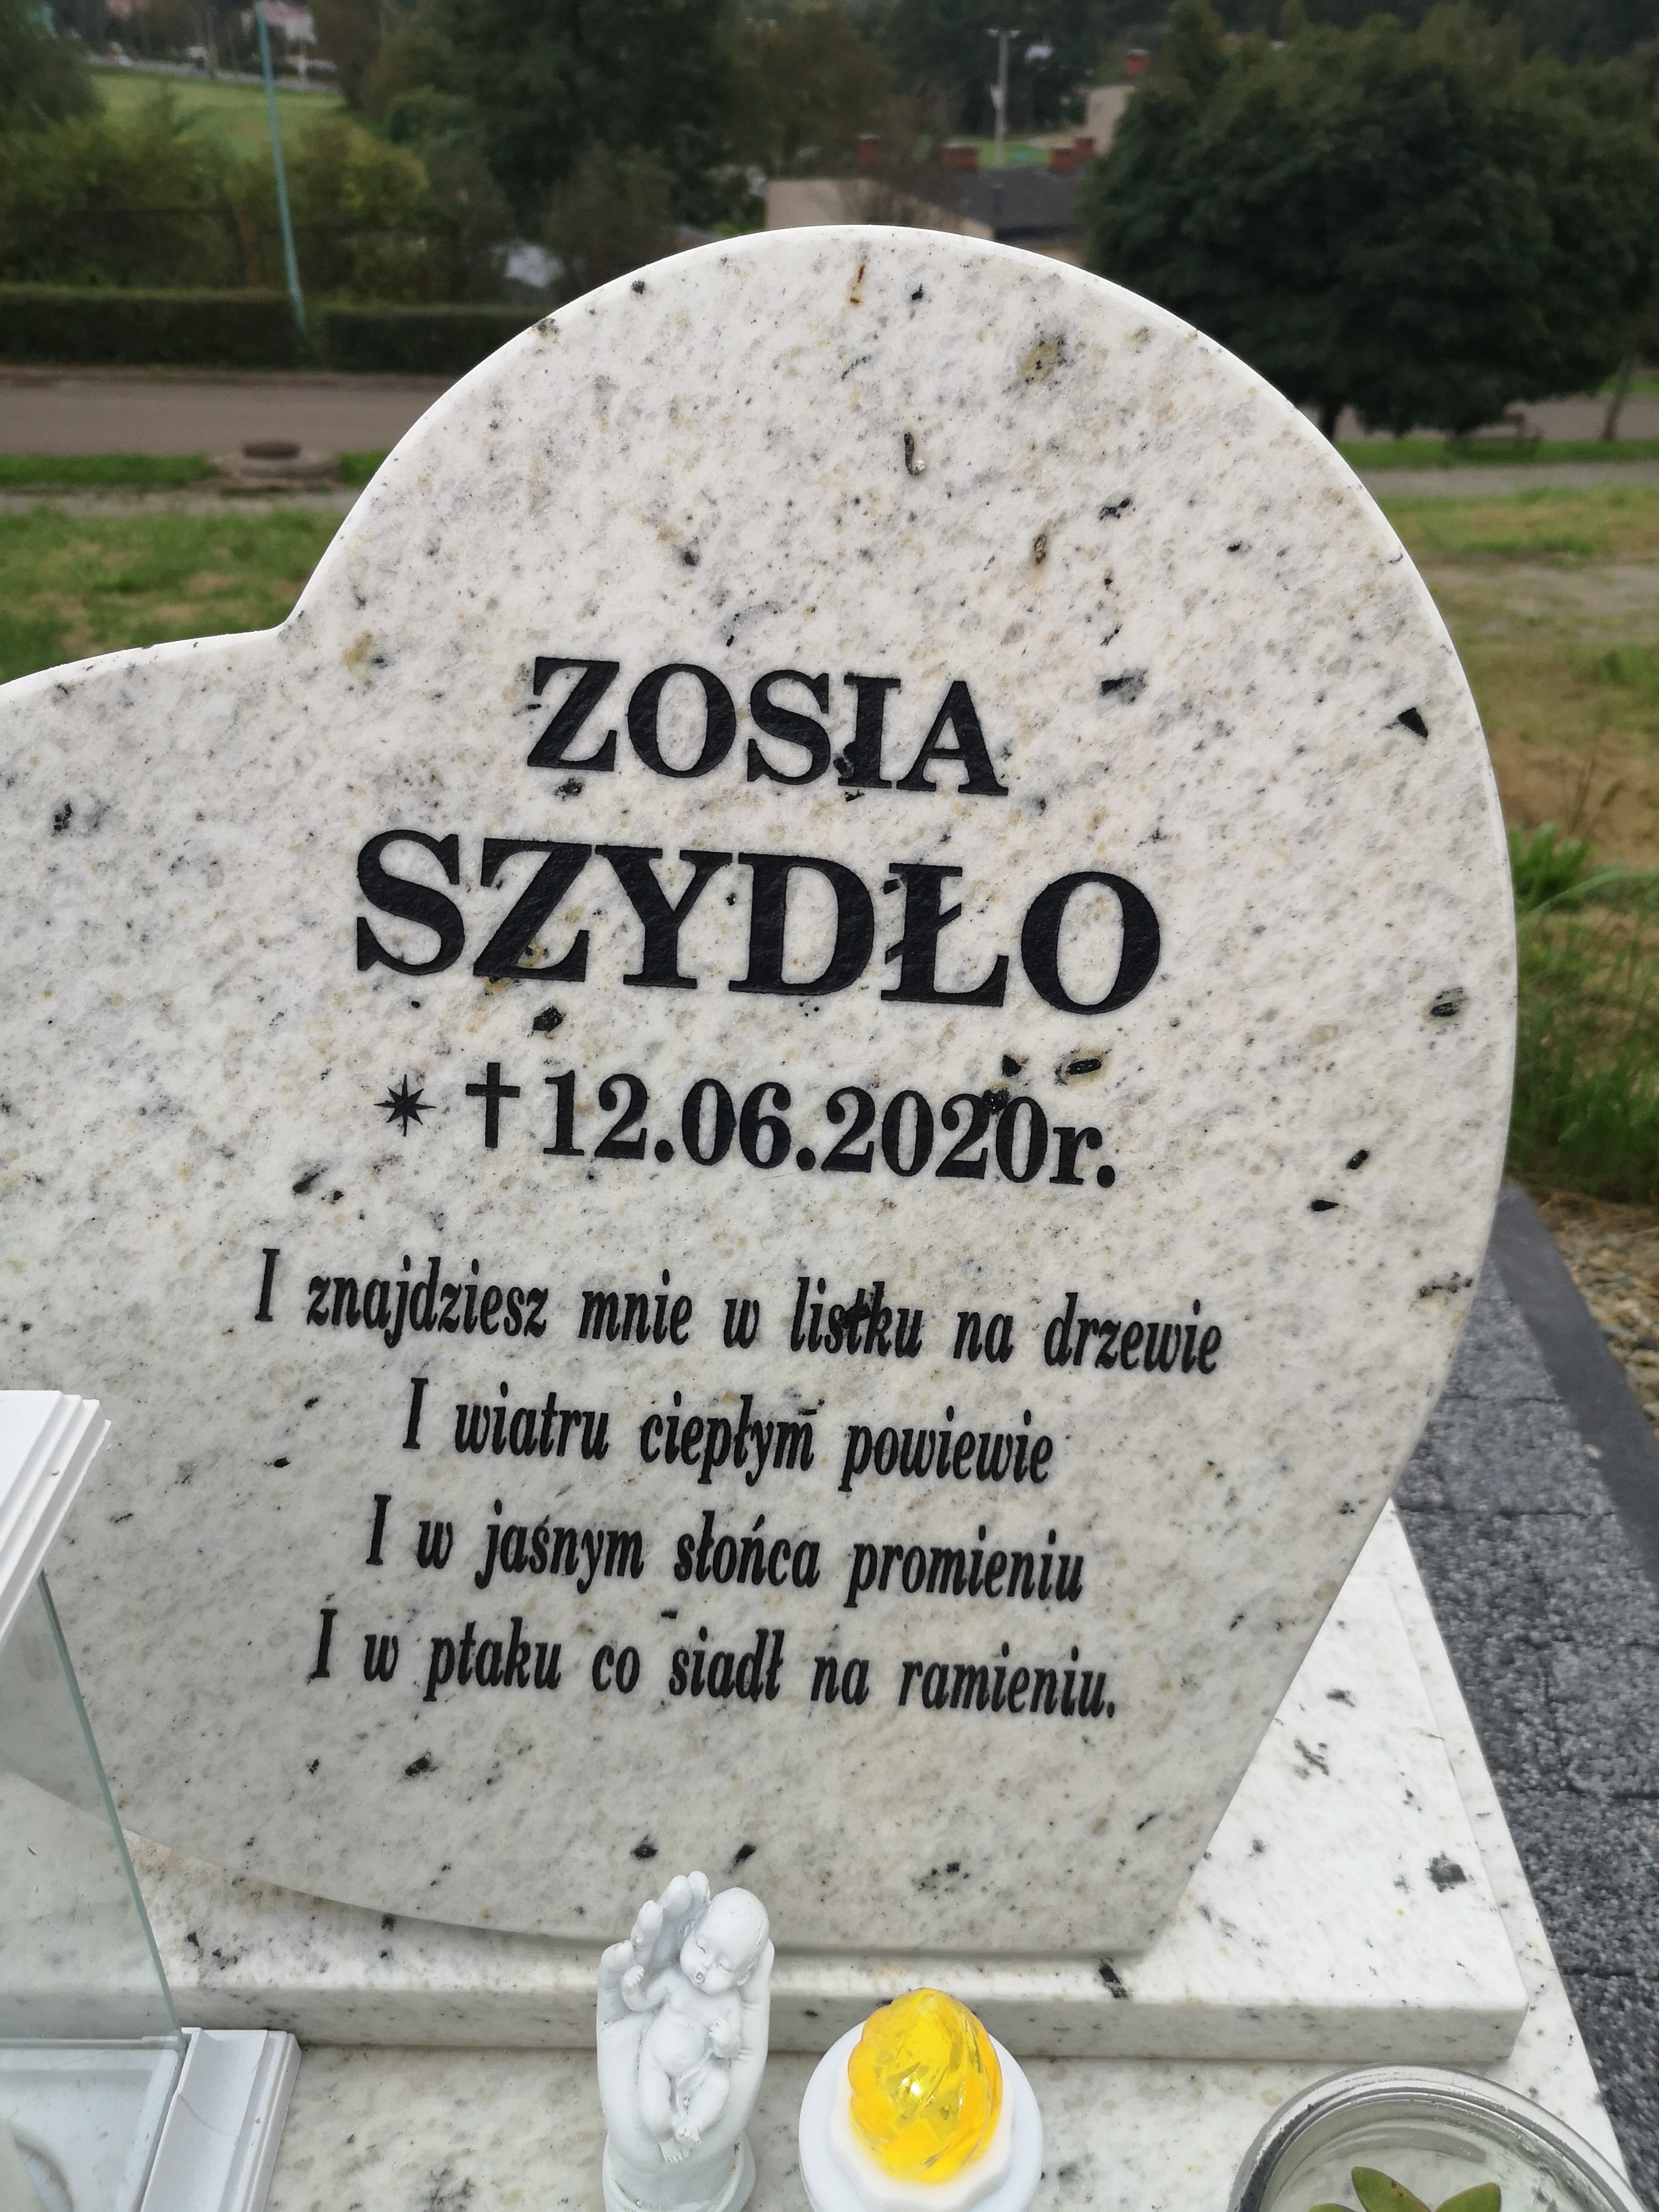 ZOSIA
SZYDŁO
✴ ✝ 12.06.2020r.
I znajdziesz mnie w listku na drzewie
I wiatru ciepłym powiewie
I w jasnym słońca promieniu
I w ptaku co siadł na ramieniu.